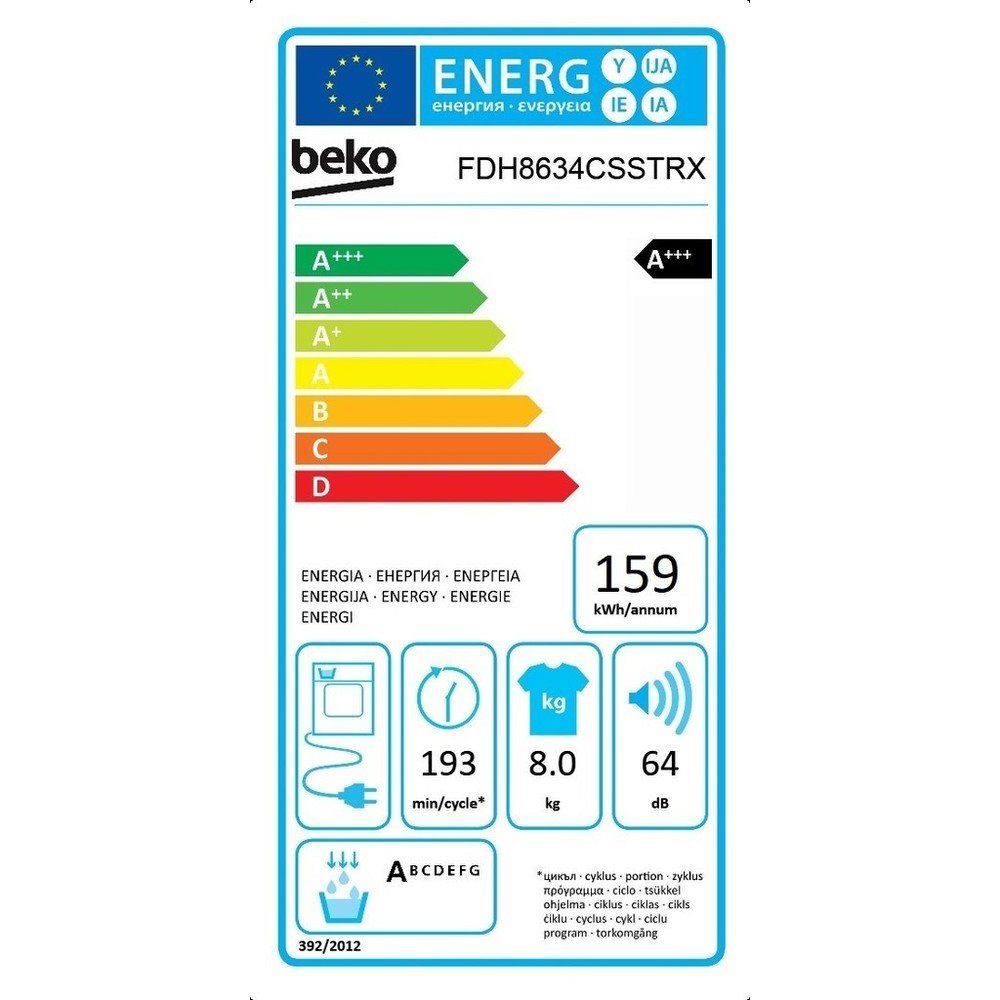 ENERG
Y IJA
енергия · ενεργεια
IE IA
beko
FDH8634CSSTRX
A+++
A+++
A++
A+
A
B
C
D
ENERGIA · ЕНЕРГИЯ · ΕΝΕΡΓΕΙΑ
ENERGIJA · ENERGY · ENERGIE
ENERGI
159
kWh/annum
kg
193
min/cycle*
8.0
kg
64
dB
ABCDEFG
*цикъл · cyklus · portion · zyklus
πρόγραμμα · ciclo · tsükkel
ohjelma · ciklus · ciklas · cikls
ċiklu · cyclus · cykl · ciclu
program · torkomgång
392/2012